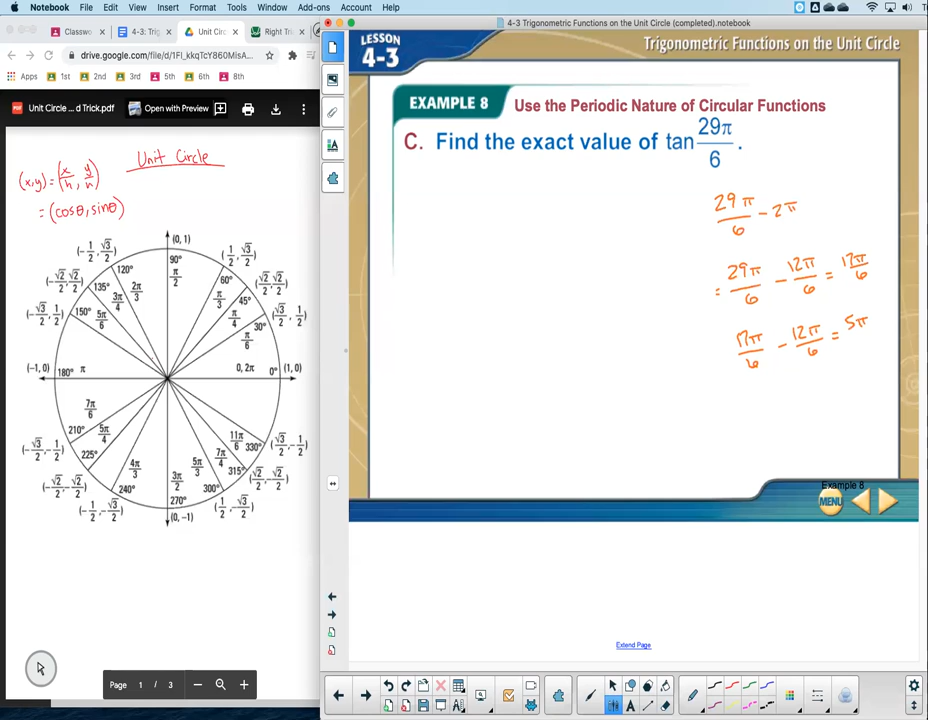 Notebook File Edit View Insert Format Tools Window Add-ons Account Help
Classwo 4-3: Trig Unit Circ Right Tri
drive.google.com/file/d/1Fl_kkqTcY860MIsAaI
Apps 1st 2nd 3rd 5th 6th 8th
Unit Circle ... d Trick.pdf Open with Preview
Unit Circle
(x,y) = (x/h, y/h)
= (cosθ, sinθ)
(0, 1)
(-1/2, √3/2) (1/2, √3/2)
90° π/2
120° 2π/3 60° π/3
(-√2/2, √2/2) (√2/2, √2/2)
135° 3π/4 45° π/4
(-√3/2, 1/2) (√3/2, 1/2)
150° 5π/6 30° π/6
(-1, 0) 180° π 0, 2π 0° (1, 0)
7π/6 210° 11π/6 330°
(-√3/2, -1/2) (√3/2, -1/2)
5π/4 225° 7π/4 315°
(-√2/2, -√2/2) (√2/2, -√2/2)
4π/3 240° 5π/3 300°
3π/2 270°
(-1/2, -√3/2) (1/2, -√3/2)
(0, -1)
Page 1 / 3
4-3 Trigonometric Functions on the Unit Circle (completed).notebook
LESSON 4-3
Trigonometric Functions on the Unit Circle
EXAMPLE 8 Use the Periodic Nature of Circular Functions
C. Find the exact value of tan 29π/6.
29π/6 - 2π
= 29π/6 - 12π/6 = 17π/6
17π/6 - 12π/6 = 5π
Example 8
MENU
Extend Page